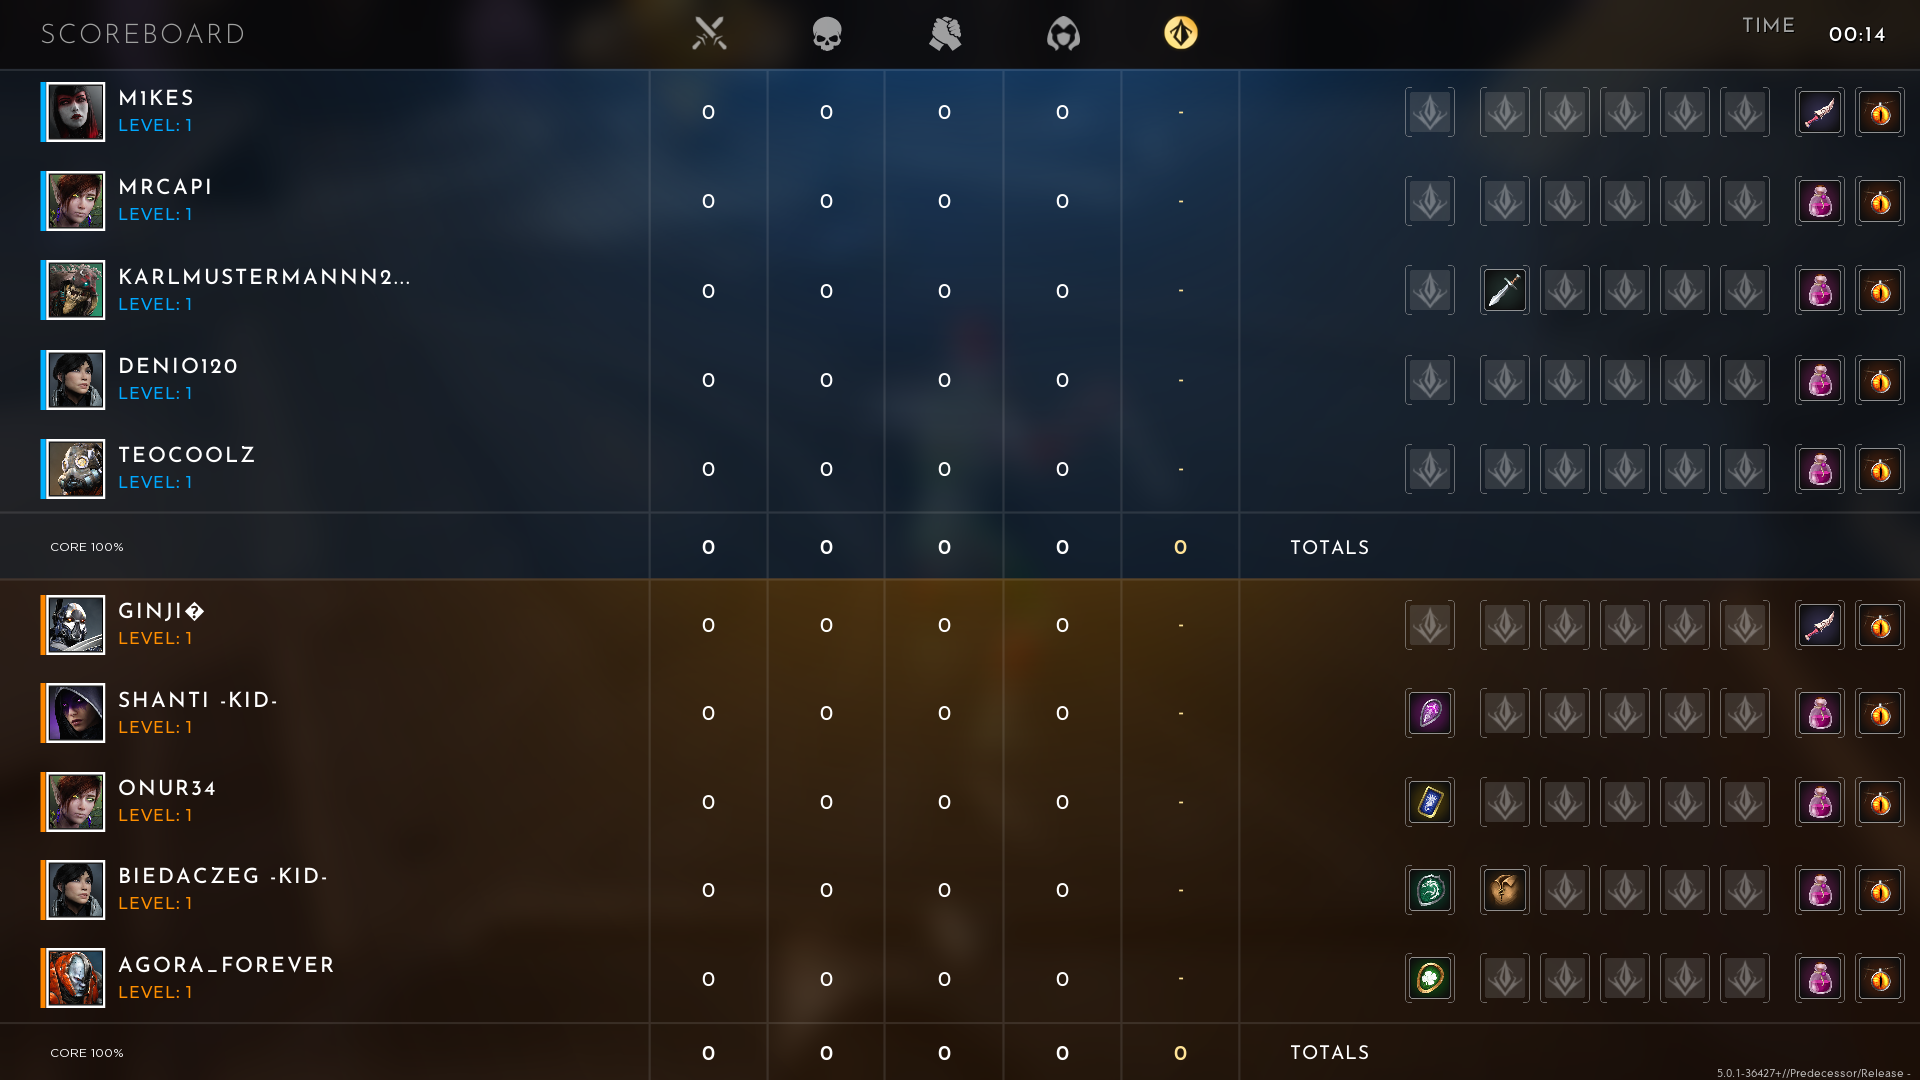 SCOREBOARD
TIME 00:14
M1KES
LEVEL: 1
0 0 0 0 -
MRCAPI
LEVEL: 1
0 0 0 0 -
KARLMUSTERMANNN2...
LEVEL: 1
0 0 0 0 -
DENIO120
LEVEL: 1
0 0 0 0 -
TEOCOOLZ
LEVEL: 1
0 0 0 0 -
CORE 100% 0 0 0 0 0 TOTALS
GINJI�
LEVEL: 1
0 0 0 0 -
SHANTI -KID-
LEVEL: 1
0 0 0 0 -
ONUR34
LEVEL: 1
0 0 0 0 -
BIEDACZEG -KID-
LEVEL: 1
0 0 0 0 -
AGORA_FOREVER
LEVEL: 1
0 0 0 0 -
CORE 100% 0 0 0 0 0 TOTALS
5.0.1-36427+//Predecessor/Release -